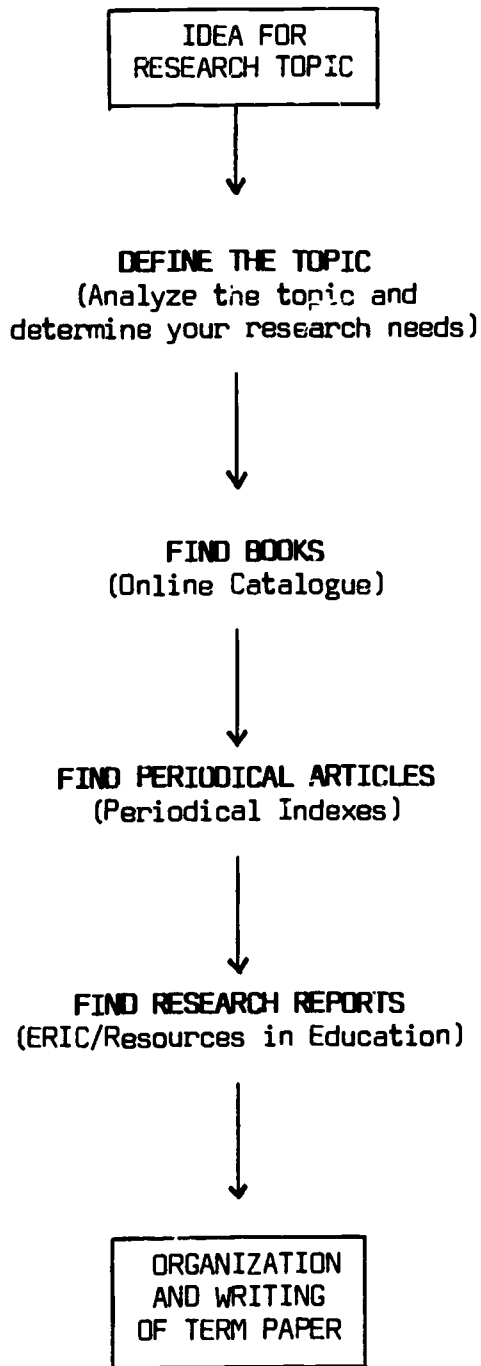 IDEA FOR
RESEARCH TOPIC
DEFINE THE TOPIC
(Analyze the topic and
determine your research needs)
FIND BOOKS
(Online Catalogue)
FIND PERIODICAL ARTICLES
(Periodical Indexes)
FIND RESEARCH REPORTS
(ERIC/Resources in Education)
ORGANIZATION
AND WRITING
OF TERM PAPER